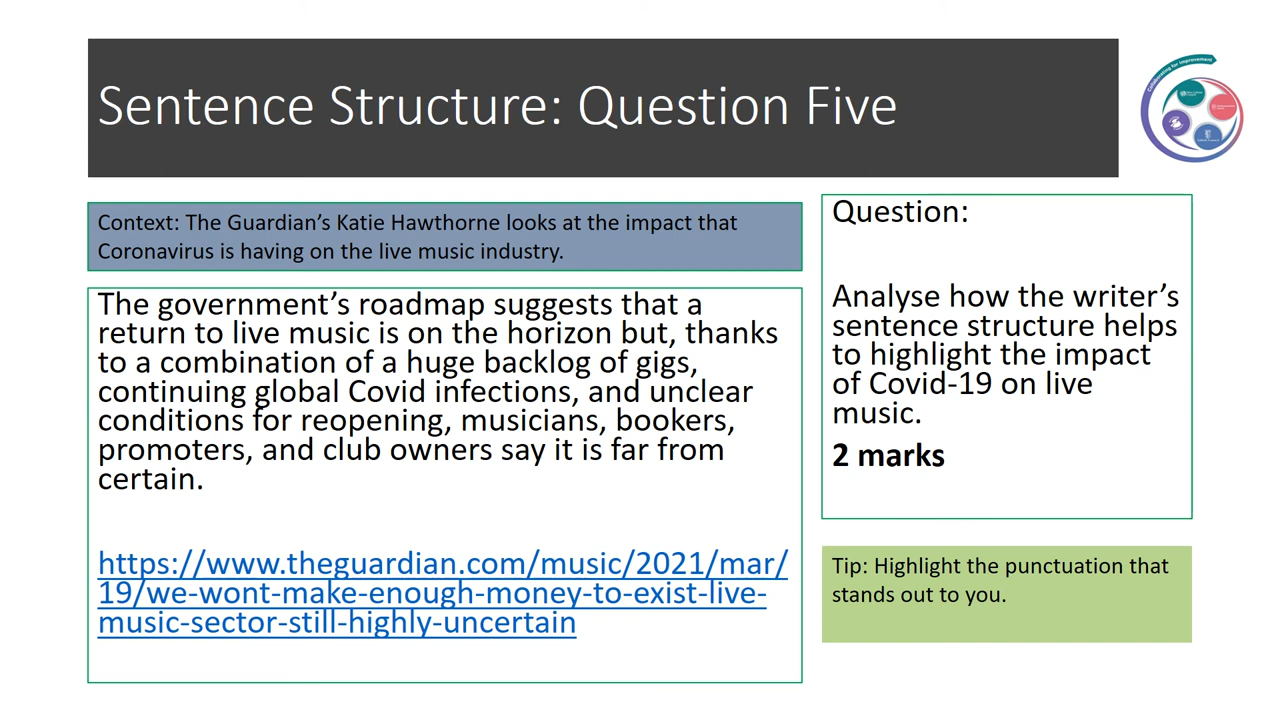 Sentence Structure: Question Five
Collaborating for Improvement
Context: The Guardian’s Katie Hawthorne looks at the impact that
Coronavirus is having on the live music industry.
The government’s roadmap suggests that a
return to live music is on the horizon but, thanks
to a combination of a huge backlog of gigs,
continuing global Covid infections, and unclear
conditions for reopening, musicians, bookers,
promoters, and club owners say it is far from
certain.
https://www.theguardian.com/music/2021/mar/
19/we-wont-make-enough-money-to-exist-live-
music-sector-still-highly-uncertain
Question:
Analyse how the writer’s
sentence structure helps
to highlight the impact
of Covid-19 on live
music.
2 marks
Tip: Highlight the punctuation that
stands out to you.